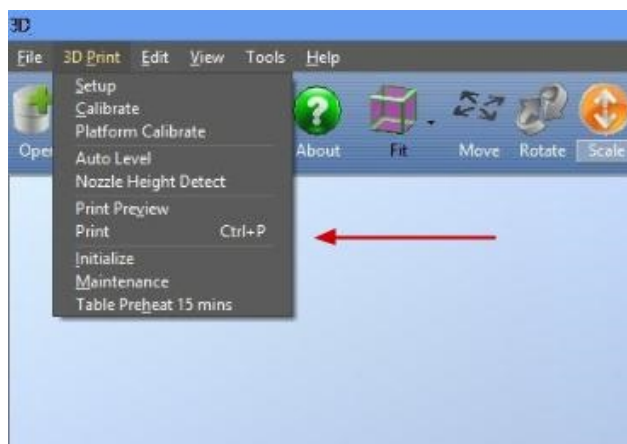 3D
File 3D Print Edit View Tools Help
Setup
Calibrate
Platform Calibrate
Auto Level
Nozzle Height Detect
Print Preview
Print Ctrl+P
Initialize
Maintenance
Table Preheat 15 mins
Ope About Fit Move Rotate Scale